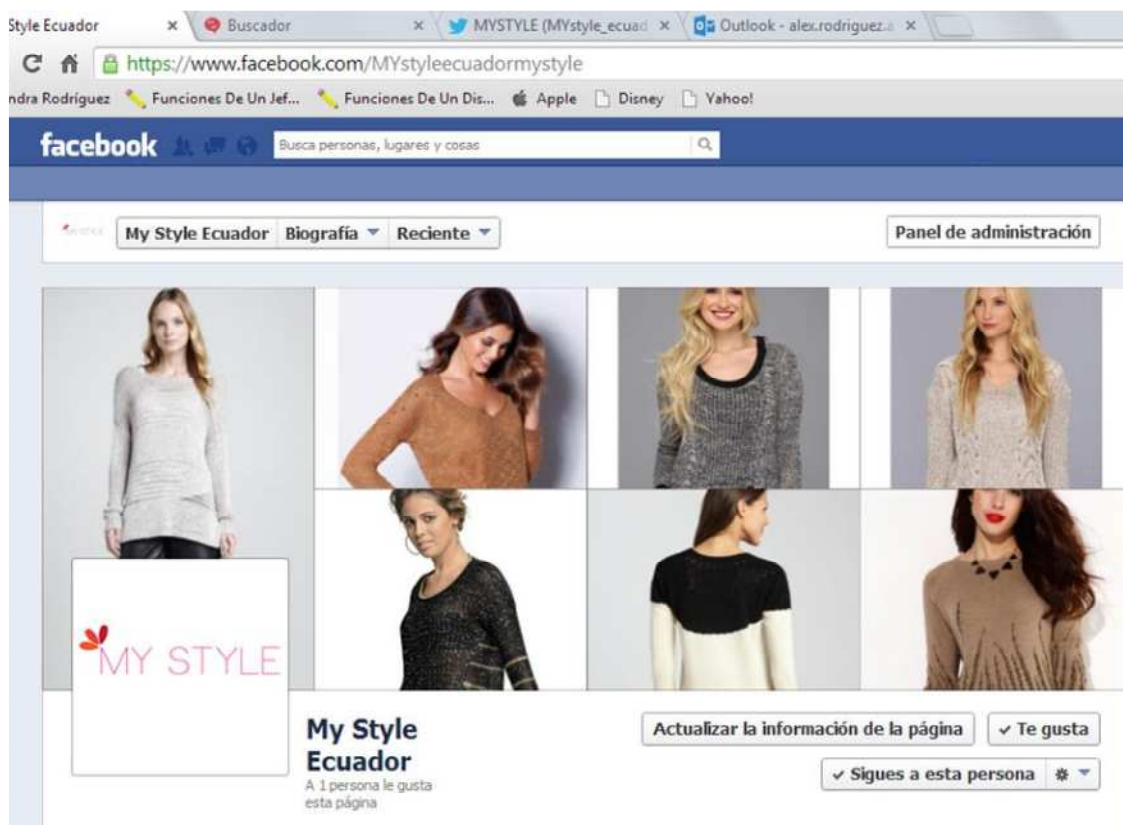 Style Ecuador
Buscador
MYSTYLE (MYstyle_ecuad
Outlook - alex.rodriguez.a
https://www.facebook.com/MYstyleecuadormystyle
ndra Rodríguez Funciones De Un Jef... Funciones De Un Dis... Apple Disney Yahoo!
facebook Busca personas, lugares y cosas
My Style Ecuador Biografía Reciente Panel de administración
MY STYLE
My Style
Ecuador
A 1 persona le gusta
esta página
Actualizar la información de la página ✓ Te gusta
✓ Sigues a esta persona